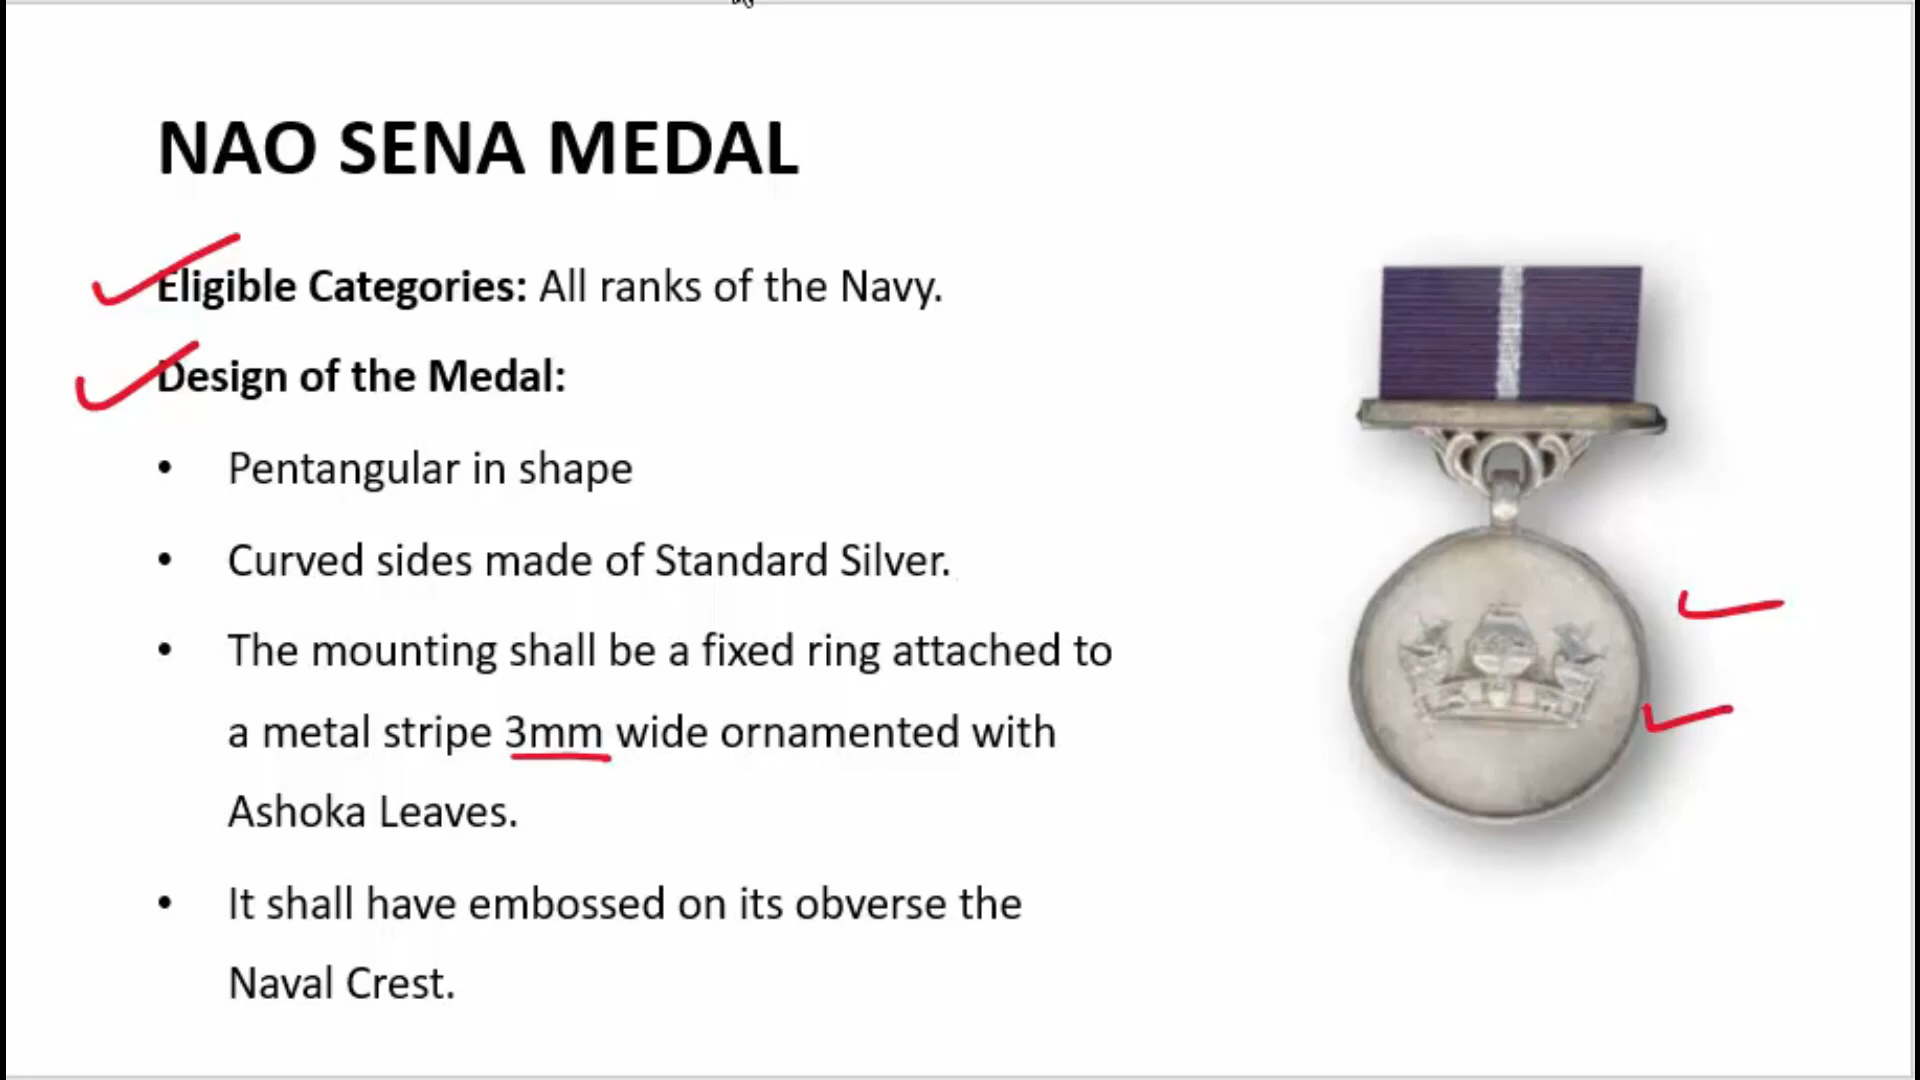 NAO SENA MEDAL
Eligible Categories: All ranks of the Navy.
Design of the Medal:
• Pentangular in shape
• Curved sides made of Standard Silver.
• The mounting shall be a fixed ring attached to
a metal stripe 3mm wide ornamented with
Ashoka Leaves.
• It shall have embossed on its obverse the
Naval Crest.